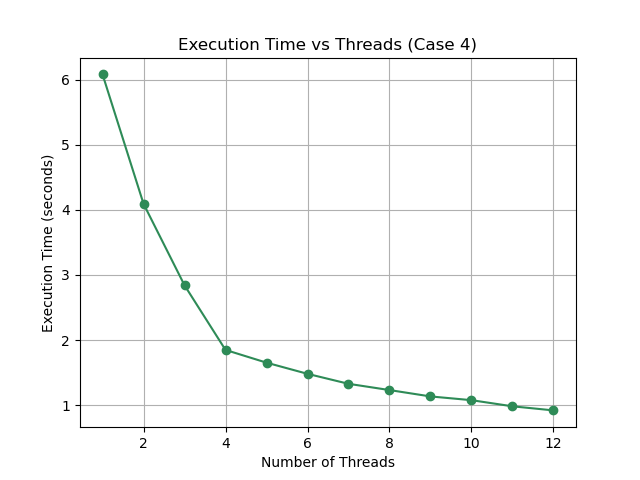 Execution Time vs Threads (Case 4)
6
5
4
3
2
1
Execution Time (seconds)
2 4 6 8 10 12
Number of Threads